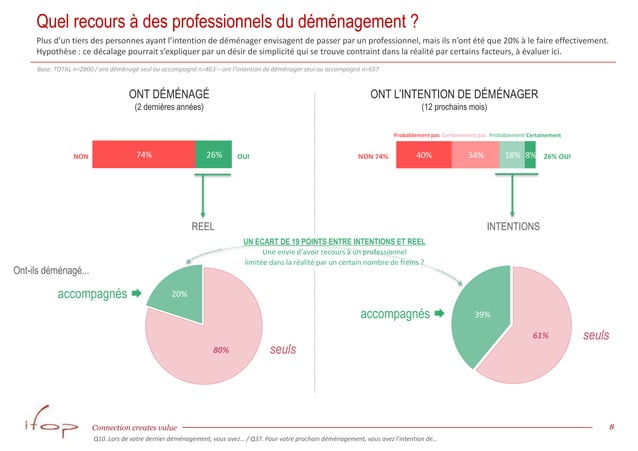 Quel recours à des professionnels du déménagement ?
Plus d'un tiers des personnes ayant l'intention de déménager envisagent de passer par un professionnel, mais ils n'ont été que 20% à le faire effectivement.
Hypothèse : ce décalage pourrait s'expliquer par un désir de simplicité qui se trouve contraint dans la réalité par certains facteurs, à évaluer ici.
Base: TOTAL n=2800 / ont déménagé seul ou accompagné n=463 – ont l'intention de déménager seul ou accompagné n=657
ONT DÉMÉNAGÉ
(2 dernières années)
NON 74% 26% OUI
REEL
ONT L'INTENTION DE DÉMÉNAGER
(12 prochains mois)
Probablement pas Certainement pas Probablement Certainement
NON 74% 40% 34% 18% 8% 26% OUI
INTENTIONS
UN ECART DE 19 POINTS ENTRE INTENTIONS ET REEL
Une envie d'avoir recours à un professionnel
limitée dans la réalité par un certain nombre de freins ?
Ont-ils déménagé...
accompagnés 20%
80% seuls
accompagnés 39%
61% seuls
ifop
Connection creates value
8
Q10. Lors de votre dernier déménagement, vous avez… / Q37. Pour votre prochain déménagement, vous avez l'intention de…